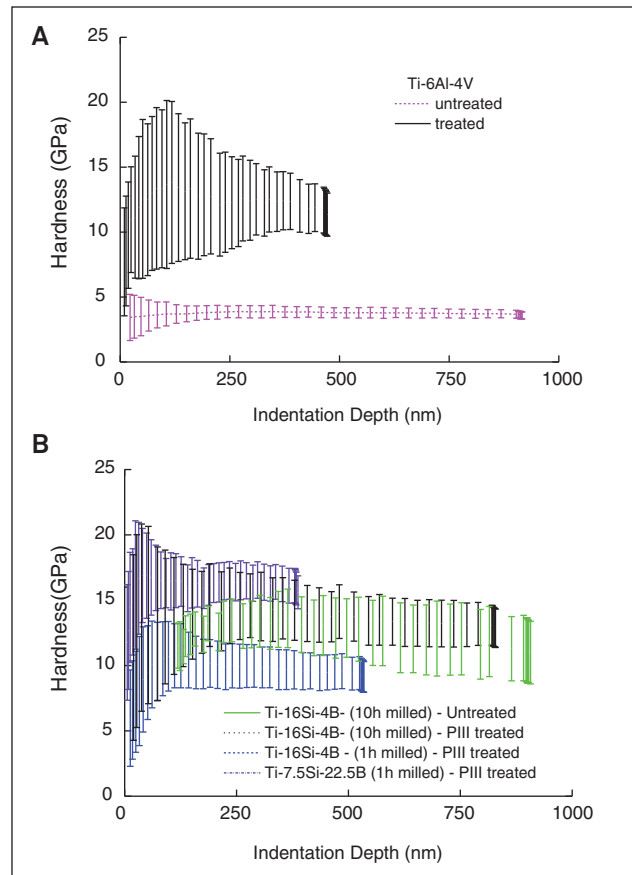 A
25
20
15
10
5
0
Hardness (GPa)
Ti-6Al-4V
untreated
treated
0 250 500 750 1000
Indentation Depth (nm)
B
25
20
15
10
5
0
Hardness(GPa)
Ti-16Si-4B- (10h milled) - Untreated
Ti-16Si-4B- (10h milled) - PIII treated
Ti-16Si-4B - (1h milled) - PIII treated
Ti-7.5Si-22.5B (1h milled) - PIII treated
0 250 500 750 1000
Indentation Depth (nm)